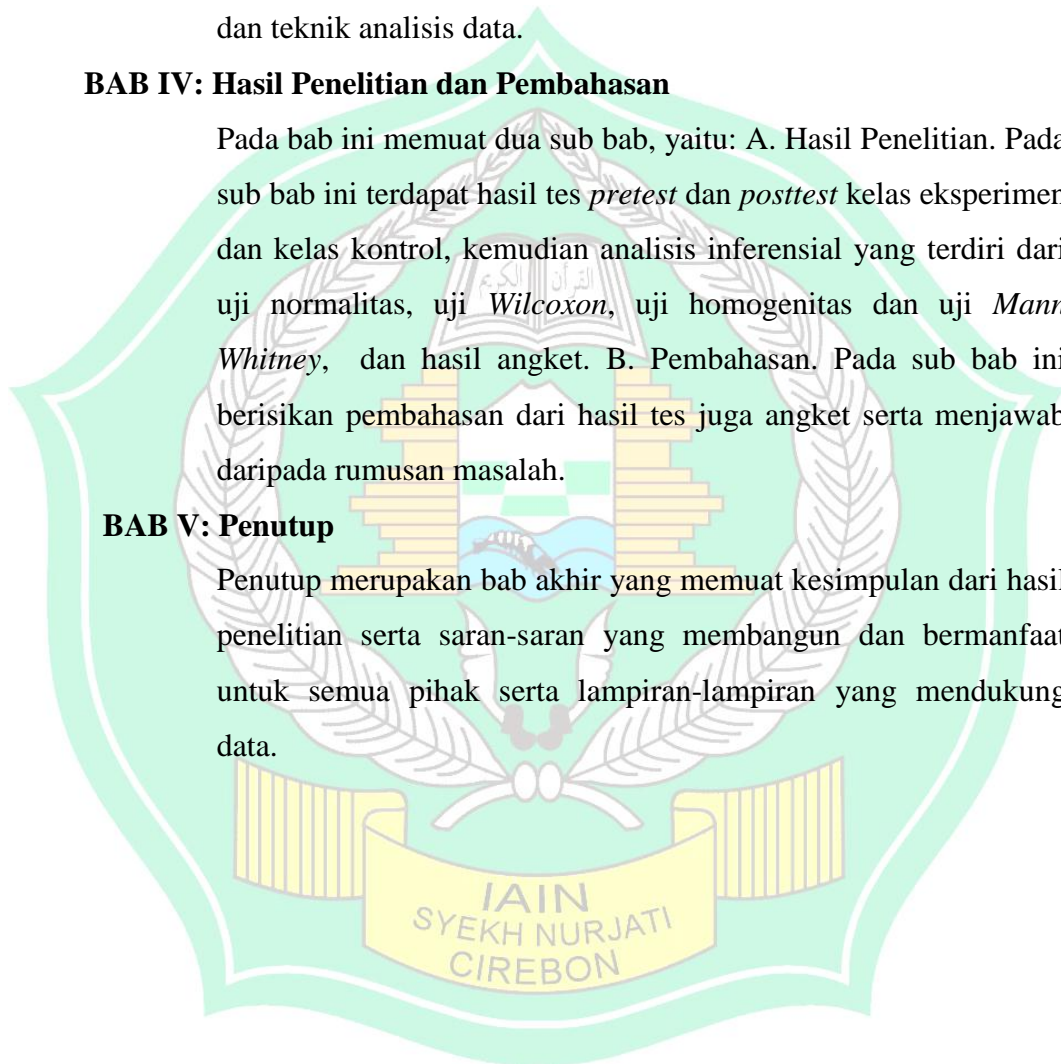 dan teknik analisis data.
BAB IV: Hasil Penelitian dan Pembahasan
Pada bab ini memuat dua sub bab, yaitu: A. Hasil Penelitian. Pada
sub bab ini terdapat hasil tes pretest dan posttest kelas eksperimen
dan kelas kontrol, kemudian analisis inferensial yang terdiri dari
uji normalitas, uji Wilcoxon, uji homogenitas dan uji Mann
Whitney, dan hasil angket. B. Pembahasan. Pada sub bab ini
berisikan pembahasan dari hasil tes juga angket serta menjawab
daripada rumusan masalah.
BAB V: Penutup
Penutup merupakan bab akhir yang memuat kesimpulan dari hasil
penelitian serta saran-saran yang membangun dan bermanfaat
untuk semua pihak serta lampiran-lampiran yang mendukung
data.
القرآن الكريم
IAIN
SYEKH NURJATI
CIREBON